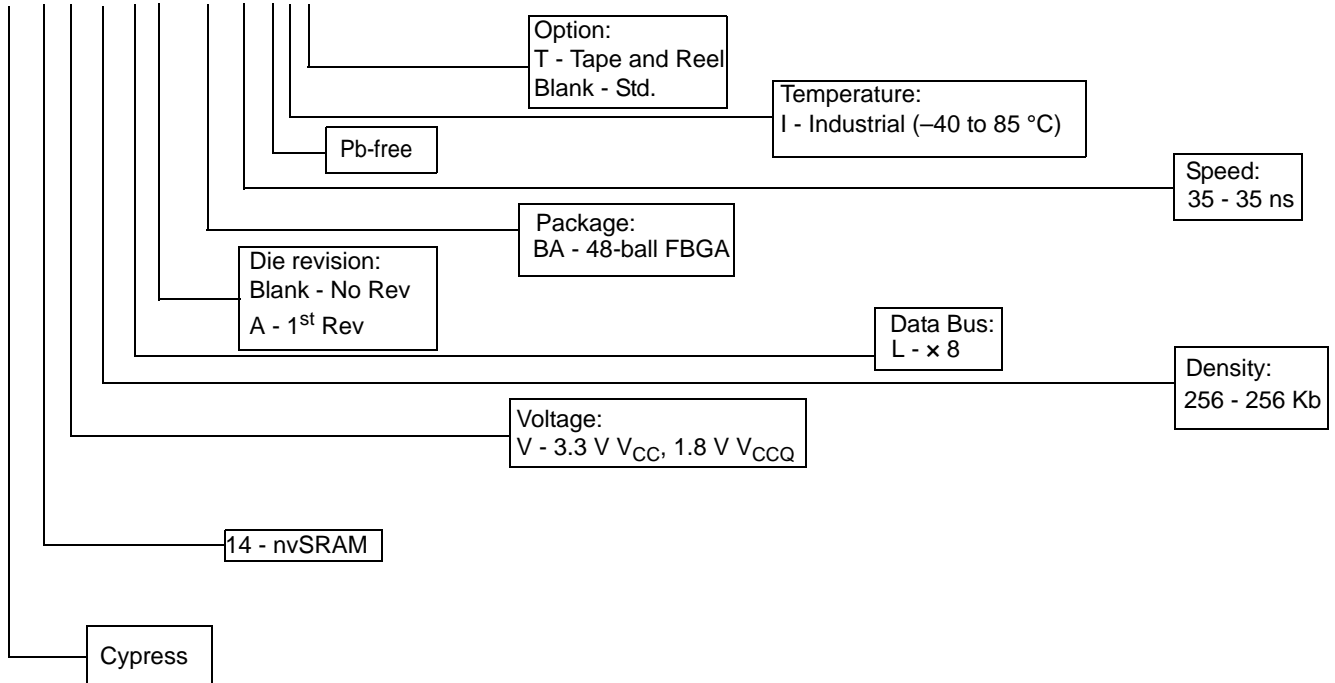 Option:
T - Tape and Reel
Blank - Std.
Temperature:
I - Industrial (–40 to 85 °C)
Pb-free
Speed:
35 - 35 ns
Package:
BA - 48-ball FBGA
Die revision:
Blank - No Rev
A - 1st Rev
Data Bus:
L - × 8
Density:
256 - 256 Kb
Voltage:
V - 3.3 V VCC, 1.8 V VCCQ
14 - nvSRAM
Cypress